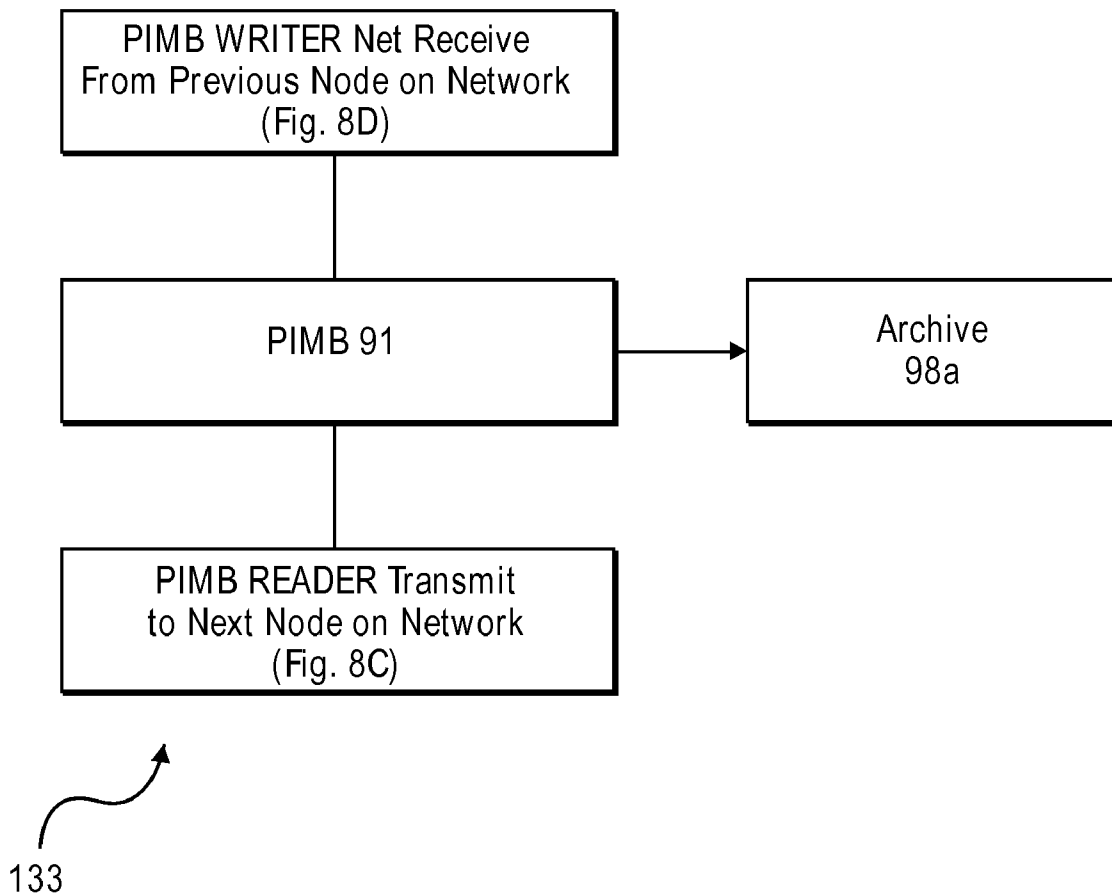 PIMB WRITER Net Receive
From Previous Node on Network
(Fig. 8D)
PIMB 91
Archive
98a
PIMB READER Transmit
to Next Node on Network
(Fig. 8C)
133